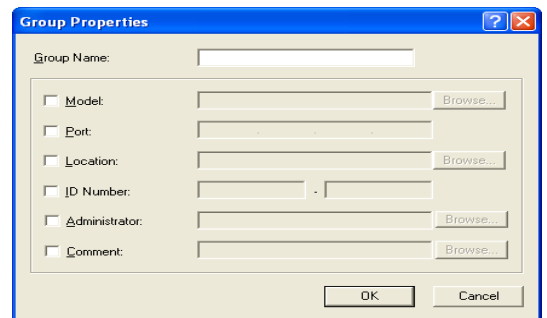 Group Properties
Group Name:
Model: Browse...
Port: . . .
Location: Browse...
ID Number: -
Administrator: Browse...
Comment: Browse...
OK Cancel